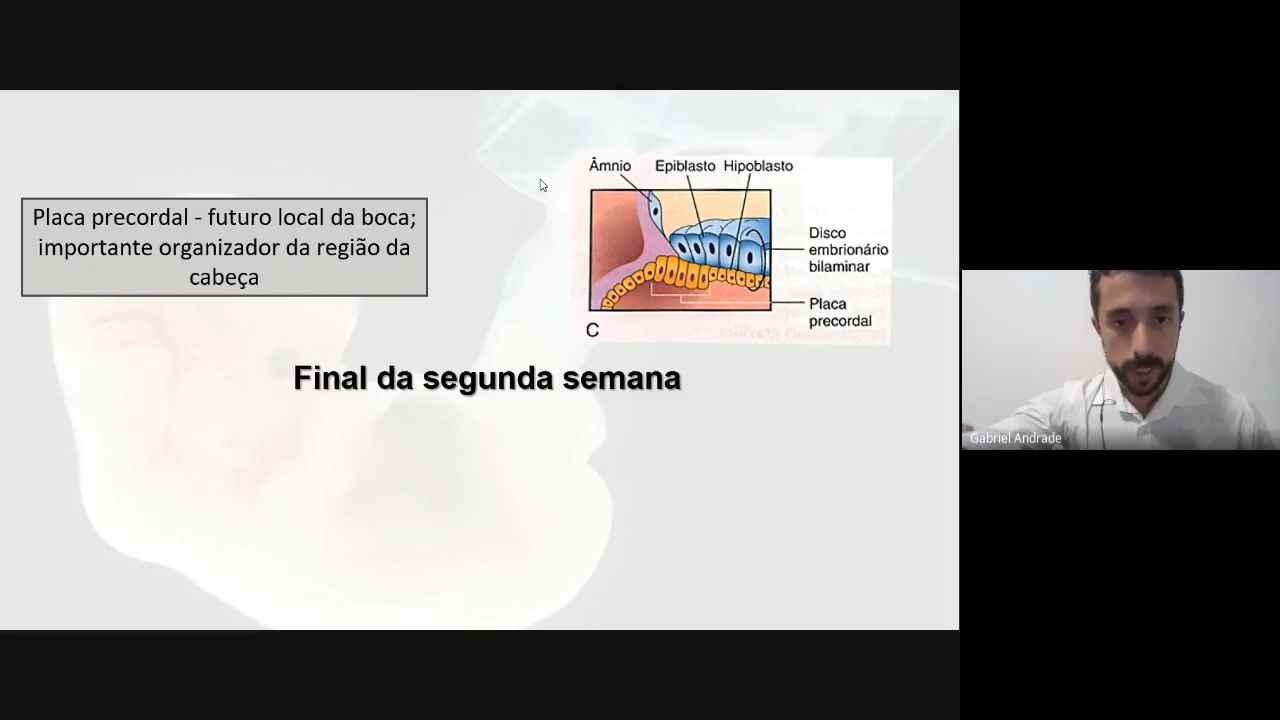 Placa precordal - futuro local da boca;
importante organizador da região da
cabeça
Âmnio Epiblasto Hipoblasto
Disco
embrionário
bilaminar
Placa
precordal
C
Final da segunda semana
Gabriel Andrade